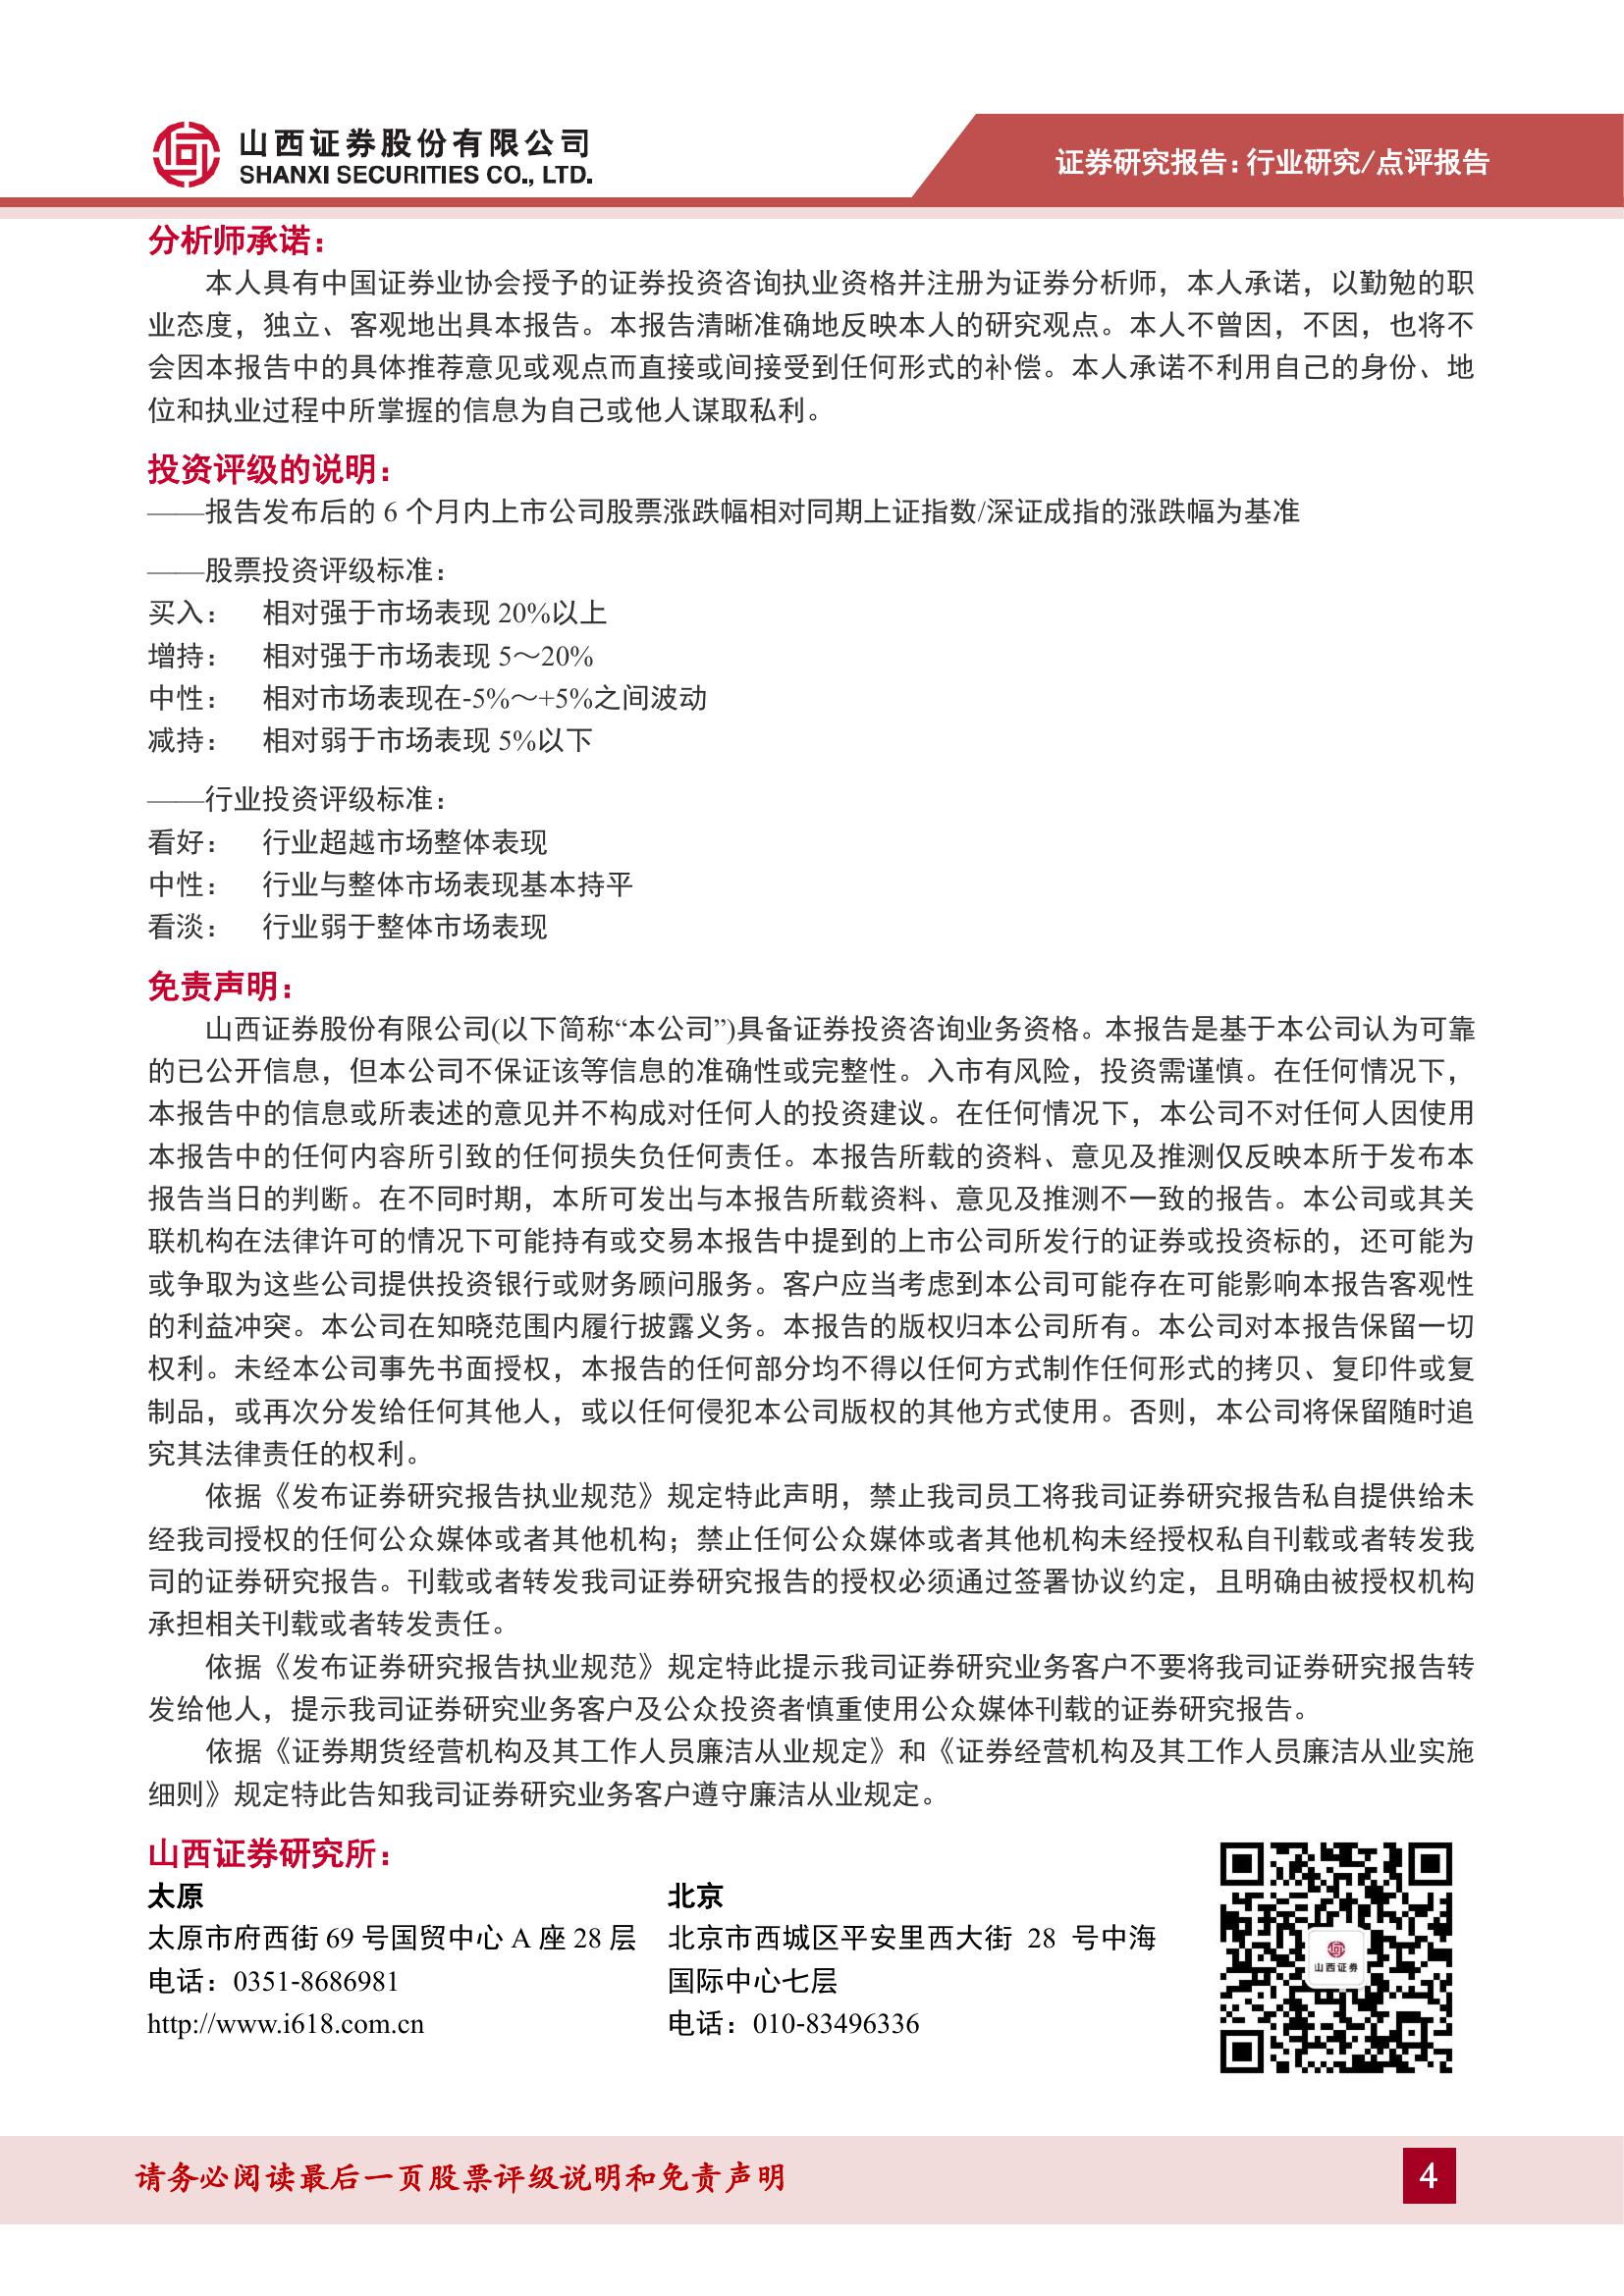 山西证券股份有限公司
SHANXI SECURITIES CO., LTD.
证券研究报告：行业研究/点评报告
分析师承诺：
本人具有中国证券业协会授予的证券投资咨询执业资格并注册为证券分析师，本人承诺，以勤勉的职
业态度，独立、客观地出具本报告。本报告清晰准确地反映本人的研究观点。本人不曾因，不因，也将不
会因本报告中的具体推荐意见或观点而直接或间接受到任何形式的补偿。本人承诺不利用自己的身份、地
位和执业过程中所掌握的信息为自己或他人谋取私利。
投资评级的说明：
——报告发布后的 6 个月内上市公司股票涨跌幅相对同期上证指数/深证成指的涨跌幅为基准
——股票投资评级标准：
买入： 相对强于市场表现 20%以上
增持： 相对强于市场表现 5～20%
中性： 相对市场表现在-5%～+5%之间波动
减持： 相对弱于市场表现 5%以下
——行业投资评级标准：
看好： 行业超越市场整体表现
中性： 行业与整体市场表现基本持平
看淡： 行业弱于整体市场表现
免责声明：
山西证券股份有限公司(以下简称“本公司”)具备证券投资咨询业务资格。本报告是基于本公司认为可靠
的已公开信息，但本公司不保证该等信息的准确性或完整性。入市有风险，投资需谨慎。在任何情况下，
本报告中的信息或所表述的意见并不构成对任何人的投资建议。在任何情况下，本公司不对任何人因使用
本报告中的任何内容所引致的任何损失负任何责任。本报告所载的资料、意见及推测仅反映本所于发布本
报告当日的判断。在不同时期，本所可发出与本报告所载资料、意见及推测不一致的报告。本公司或其关
联机构在法律许可的情况下可能持有或交易本报告中提到的上市公司所发行的证券或投资标的，还可能为
或争取为这些公司提供投资银行或财务顾问服务。客户应当考虑到本公司可能存在可能影响本报告客观性
的利益冲突。本公司在知晓范围内履行披露义务。本报告的版权归本公司所有。本公司对本报告保留一切
权利。未经本公司事先书面授权，本报告的任何部分均不得以任何方式制作任何形式的拷贝、复印件或复
制品，或再次分发给任何其他人，或以任何侵犯本公司版权的其他方式使用。否则，本公司将保留随时追
究其法律责任的权利。
依据《发布证券研究报告执业规范》规定特此声明，禁止我司员工将我司证券研究报告私自提供给未
经我司授权的任何公众媒体或者其他机构；禁止任何公众媒体或者其他机构未经授权私自刊载或者转发我
司的证券研究报告。刊载或者转发我司证券研究报告的授权必须通过签署协议约定，且明确由被授权机构
承担相关刊载或者转发责任。
依据《发布证券研究报告执业规范》规定特此提示我司证券研究业务客户不要将我司证券研究报告转
发给他人，提示我司证券研究业务客户及公众投资者慎重使用公众媒体刊载的证券研究报告。
依据《证券期货经营机构及其工作人员廉洁从业规定》和《证券经营机构及其工作人员廉洁从业实施
细则》规定特此告知我司证券研究业务客户遵守廉洁从业规定。
山西证券研究所：
太原
太原市府西街 69 号国贸中心 A 座 28 层
电话：0351-8686981
http://www.i618.com.cn
北京
北京市西城区平安里西大街 28 号中海
国际中心七层
电话：010-83496336
山西证券
请务必阅读最后一页股票评级说明和免责声明
4